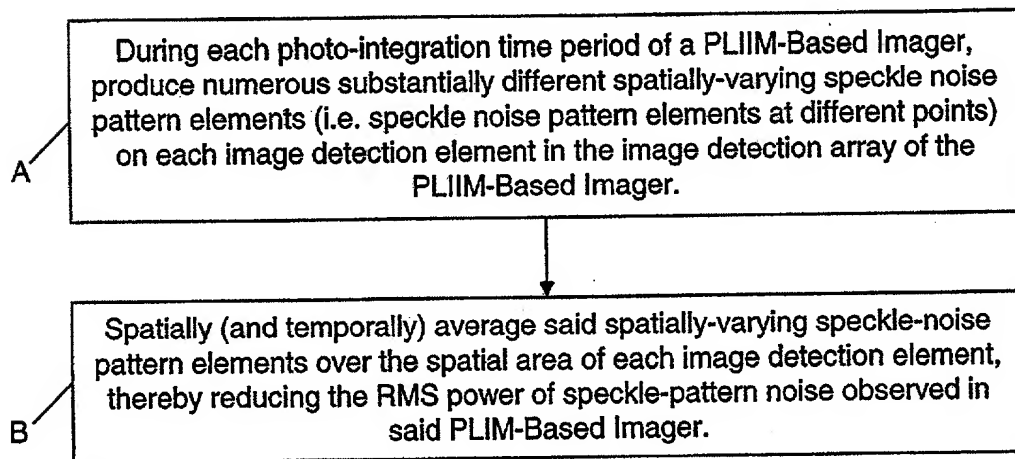 During each photo-integration time period of a PLIIM-Based Imager,
produce numerous substantially different spatially-varying speckle noise
pattern elements (i.e. speckle noise pattern elements at different points)
on each image detection element in the image detection array of the
PLIIM-Based Imager.
A
Spatially (and temporally) average said spatially-varying speckle-noise
pattern elements over the spatial area of each image detection element,
thereby reducing the RMS power of speckle-pattern noise observed in
said PLIM-Based Imager.
B